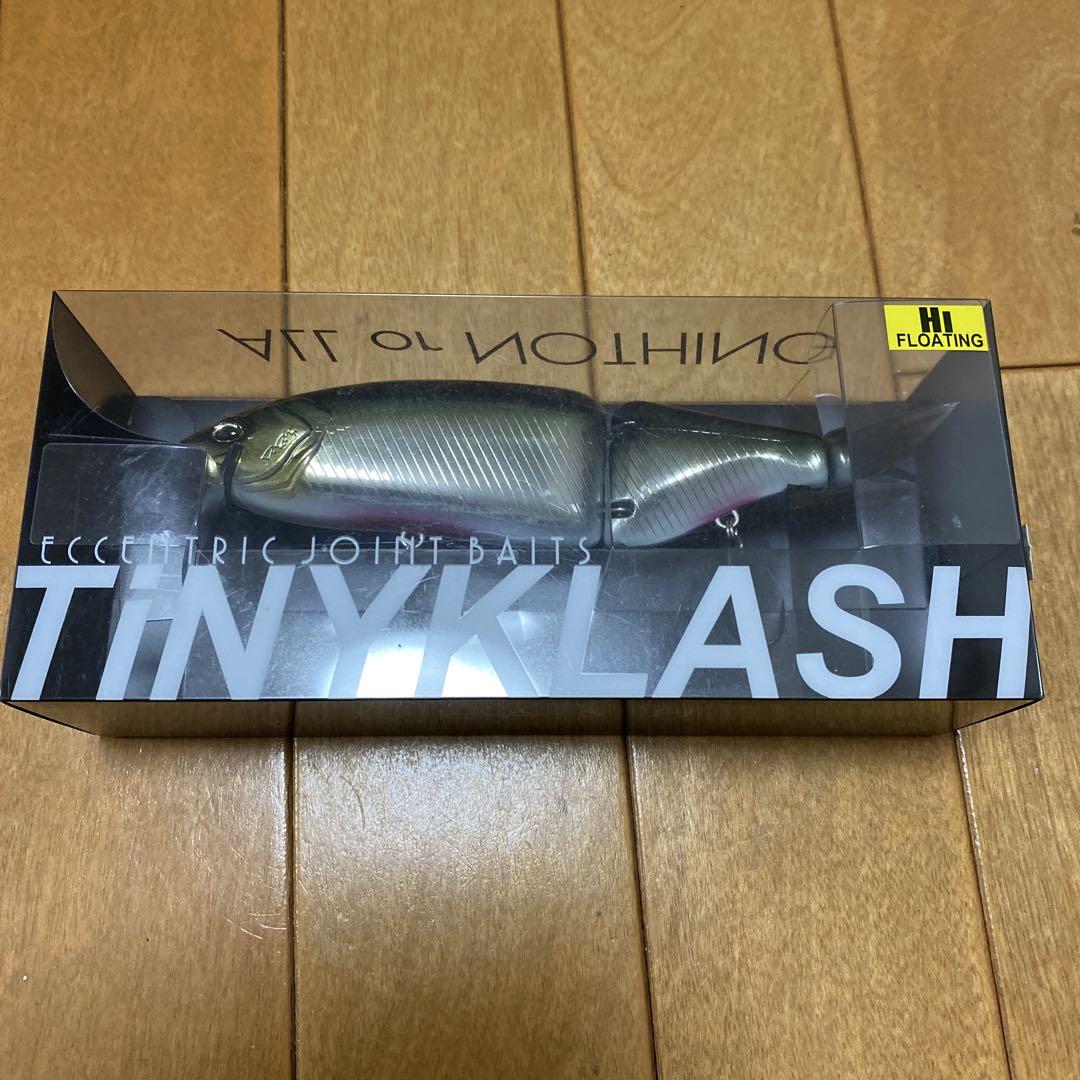 ALL or NOTHING
Hi
FLOATING
ECCENTRIC JOINT BAITS
TiNYKLASH